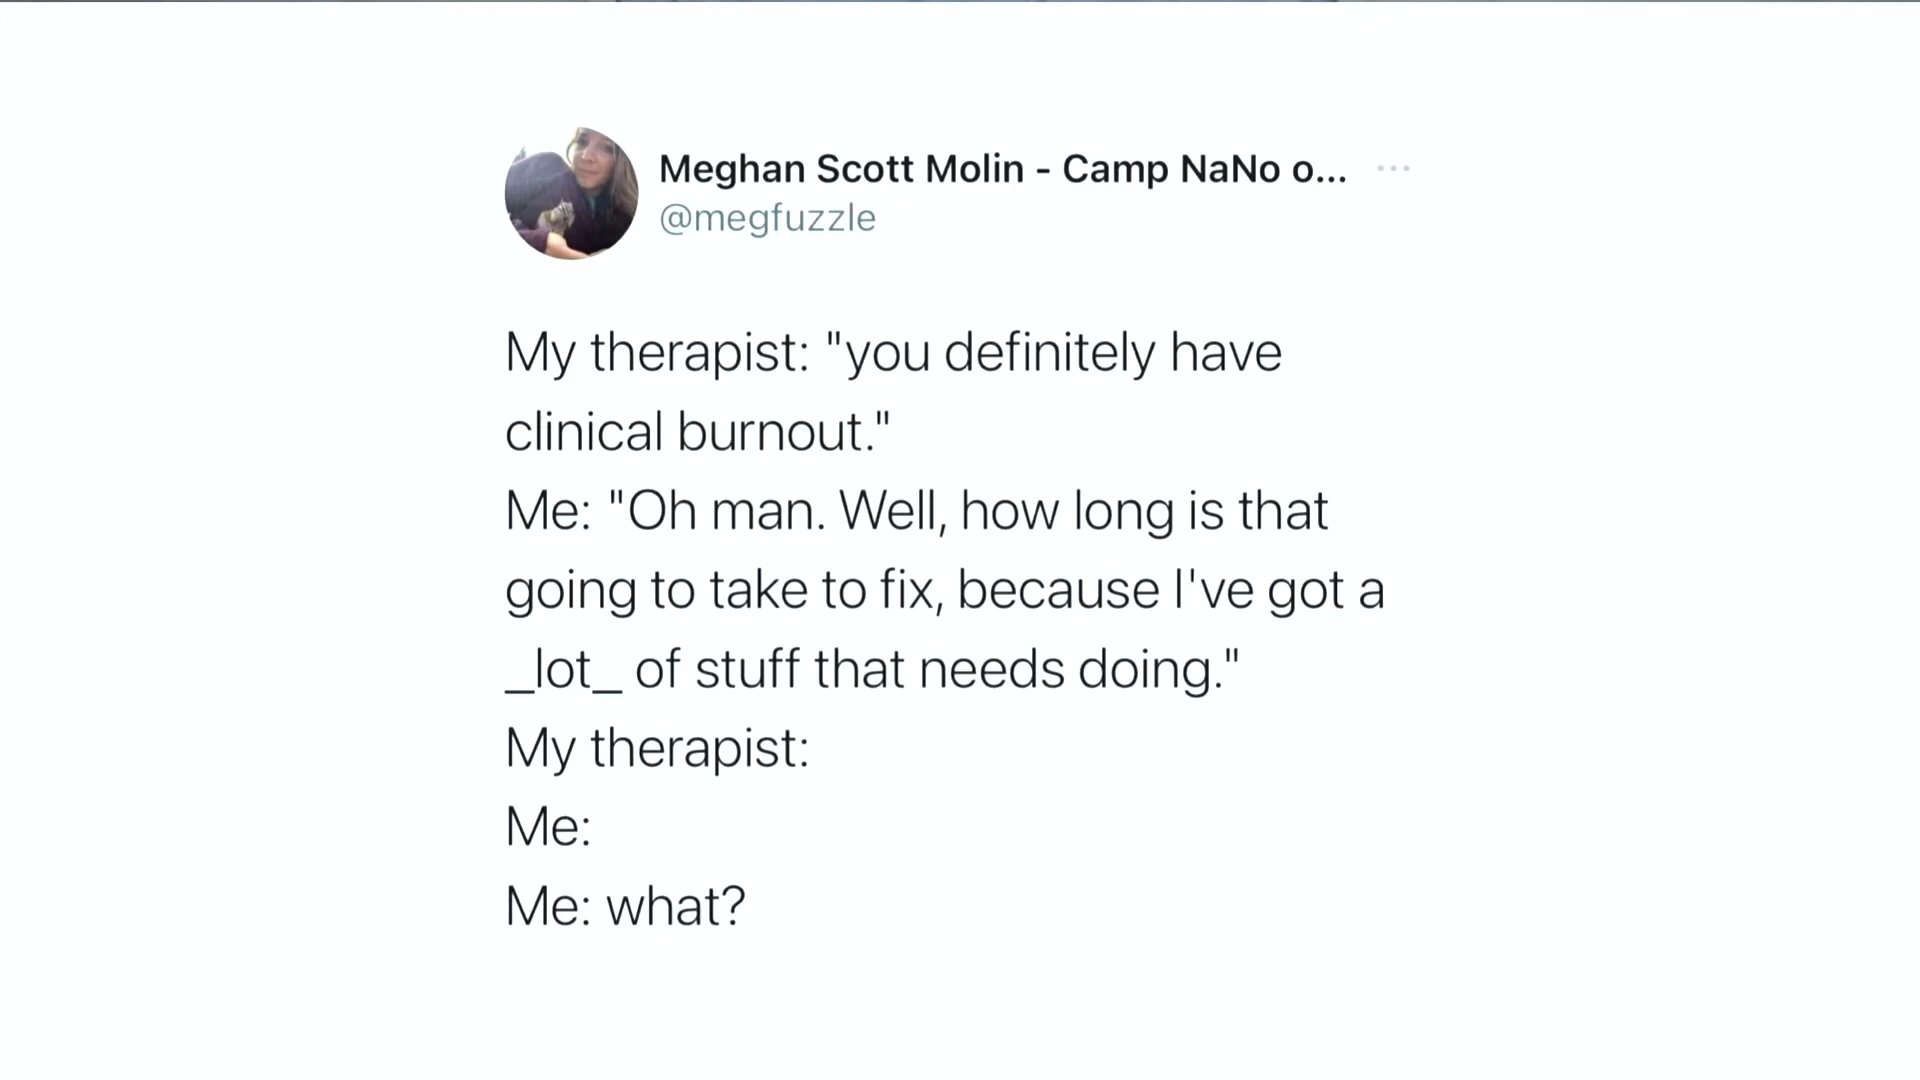 Meghan Scott Molin - Camp NaNo o...
@megfuzzle
My therapist: "you definitely have
clinical burnout."
Me: "Oh man. Well, how long is that
going to take to fix, because I've got a
_lot_ of stuff that needs doing."
My therapist:
Me:
Me: what?